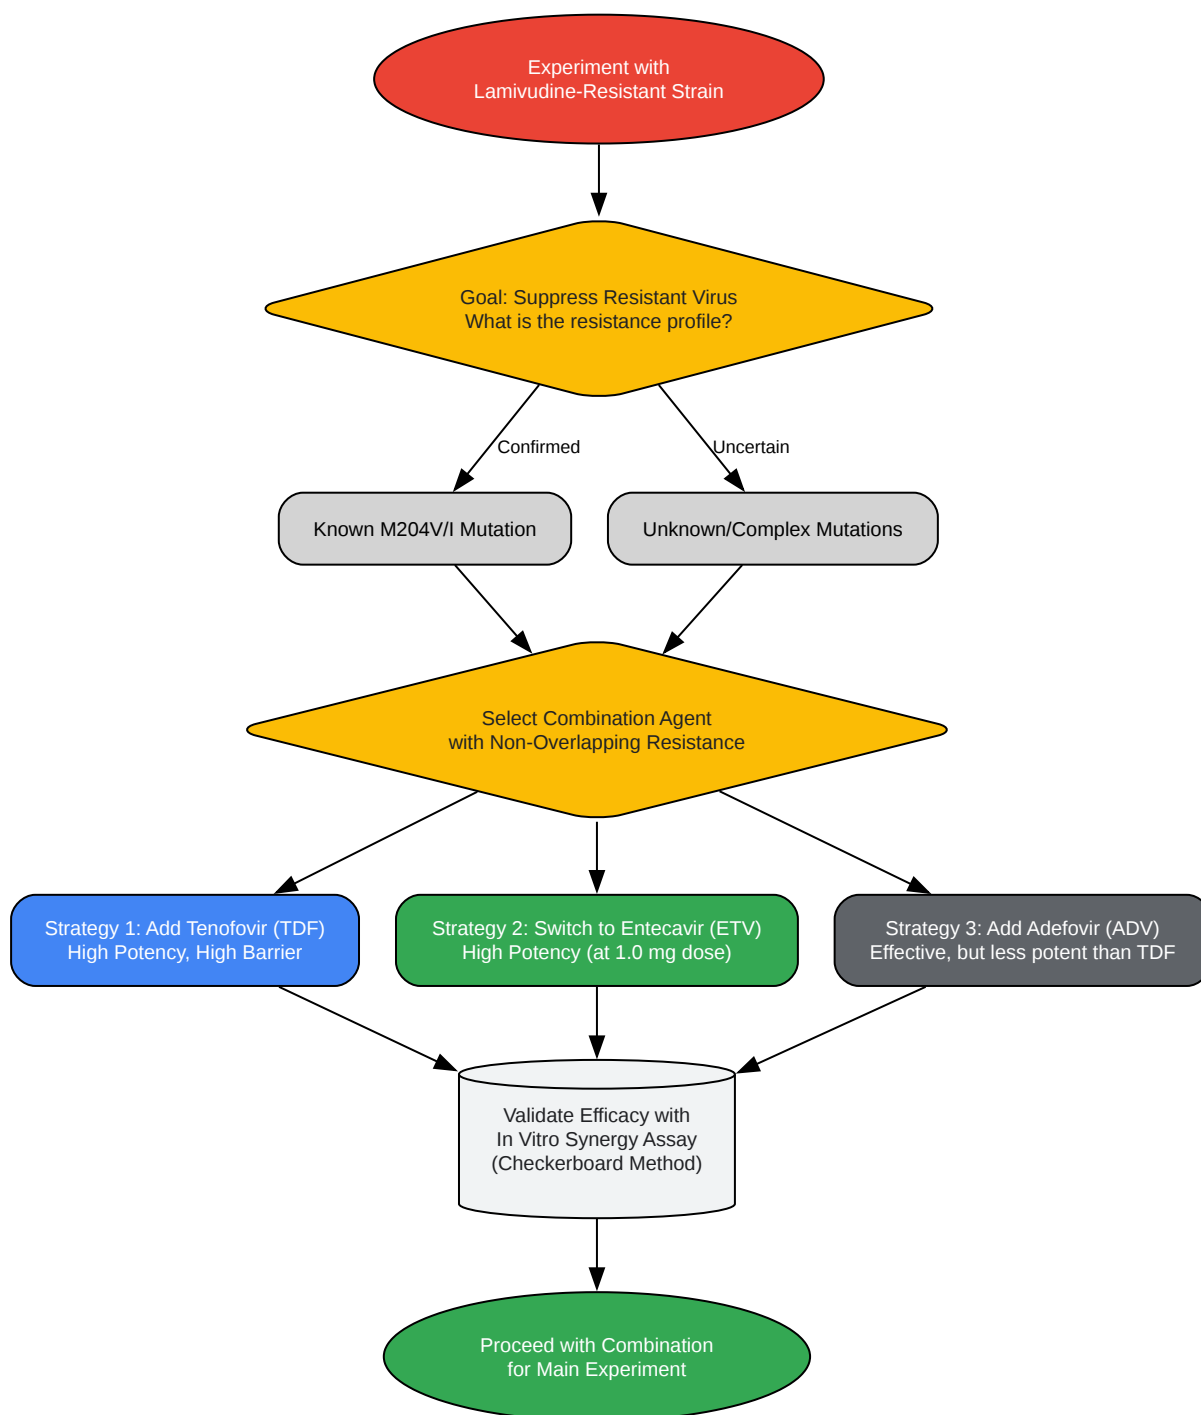 Experiment with
Lamivudine-Resistant Strain
Goal: Suppress Resistant Virus
What is the resistance profile?
Confirmed
Uncertain
Known M204V/I Mutation
Unknown/Complex Mutations
Select Combination Agent
with Non-Overlapping Resistance
Strategy 1: Add Tenofovir (TDF)
High Potency, High Barrier
Strategy 2: Switch to Entecavir (ETV)
High Potency (at 1.0 mg dose)
Strategy 3: Add Adefovir (ADV)
Effective, but less potent than TDF
Validate Efficacy with
In Vitro Synergy Assay
(Checkerboard Method)
Proceed with Combination
for Main Experiment